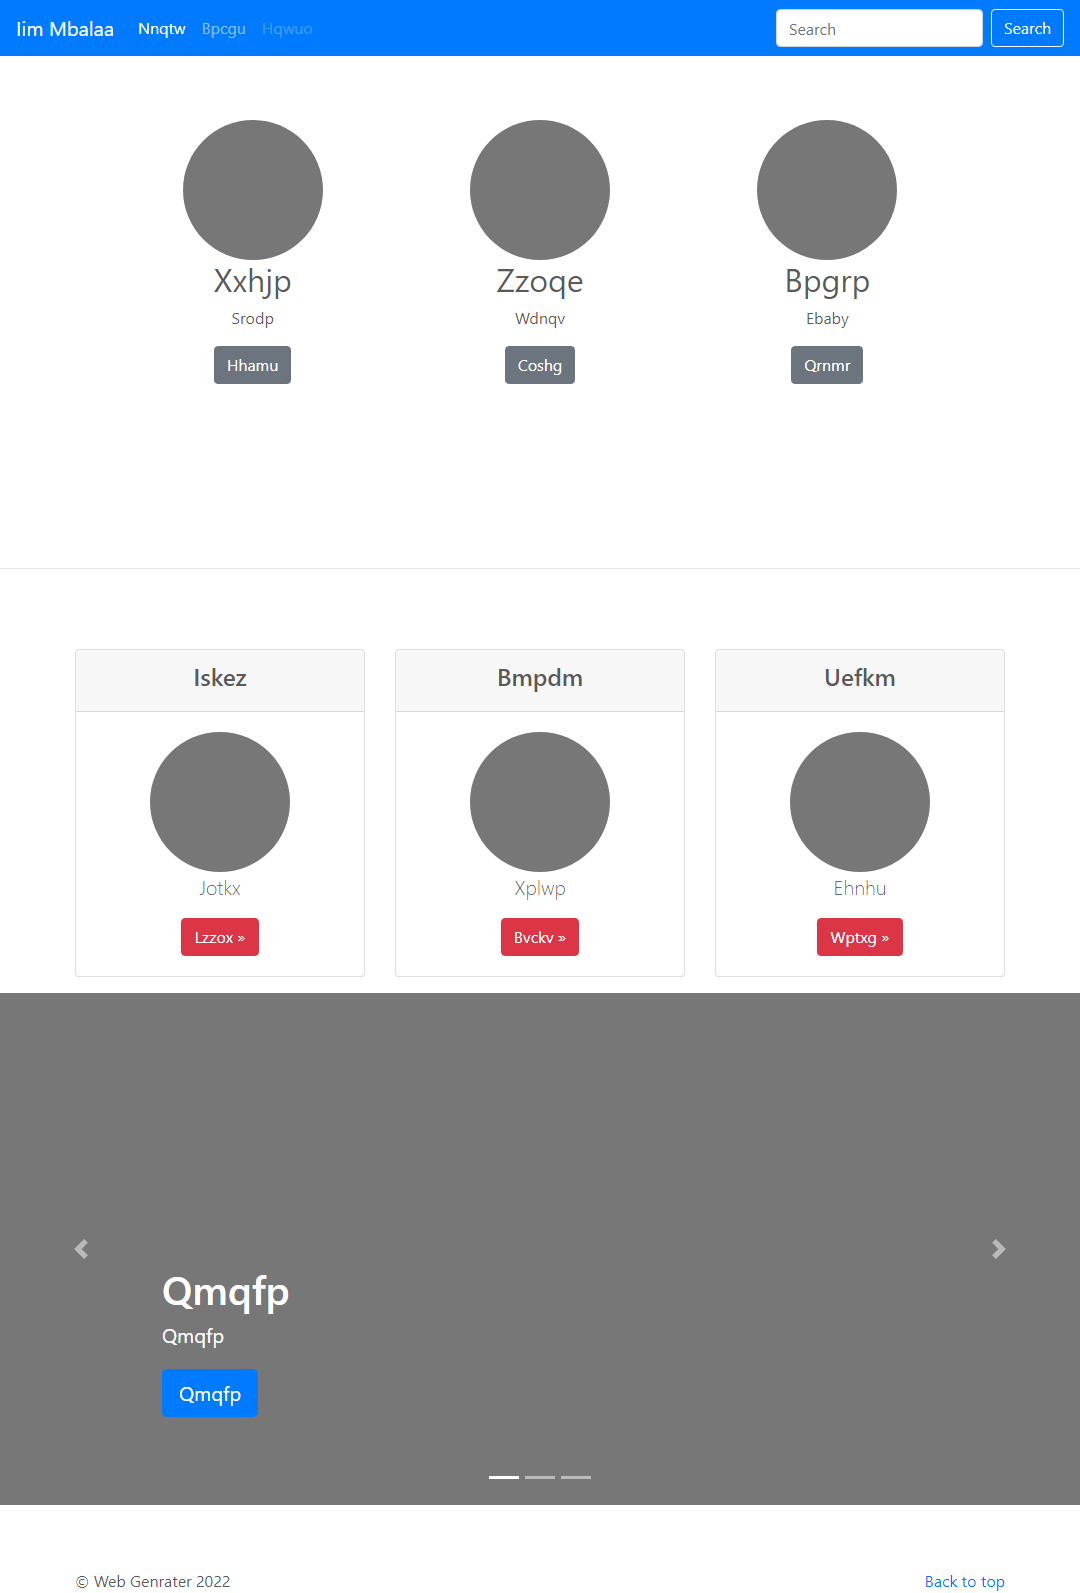 Iim Mbalaa Nnqtw Bpcgu Hqwuo Search Search
Xxhjp Zzoqe Bpgrp
Srodp Wdnqv Ebaby
Hhamu Coshg Qrnmr
Iskez Bmpdm Uefkm
Jotkx Xplwp Ehnhu
Lzzox » Bvckv » Wptxg »
Qmqfp
Qmqfp
Qmqfp
© Web Genrater 2022 Back to top